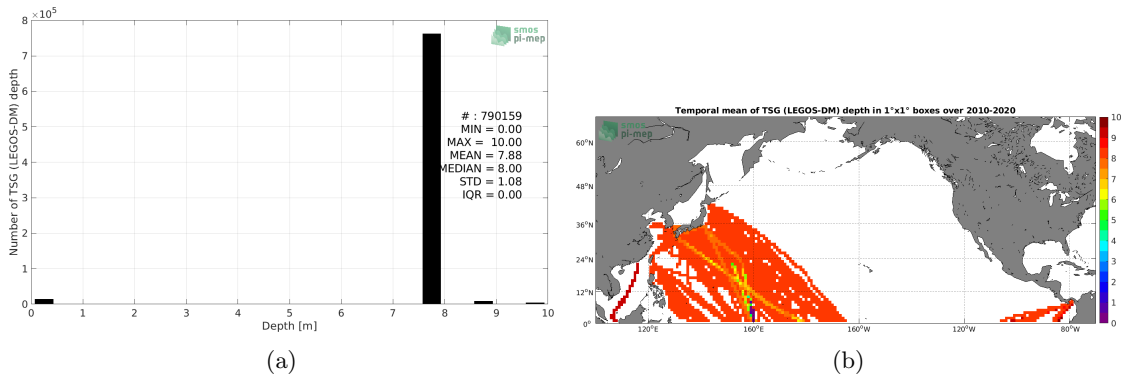 ×10⁵
8
7
6
5
4
3
2
1
0
Number of TSG (LEGOS-DM) depth
smos
pi-mep
# : 790159
MIN = 0.00
MAX = 10.00
MEAN = 7.88
MEDIAN = 8.00
STD = 1.08
IQR = 0.00
0 1 2 3 4 5 6 7 8 9 10
Depth [m]
(a)
Temporal mean of TSG (LEGOS-DM) depth in 1°x1° boxes over 2010-2020
smos
pi-mep
60°N
48°N
36°N
24°N
12°N
0°
120°E 160°E 160°W 120°W 80°W
10
9
8
7
6
5
4
3
2
1
0
(b)